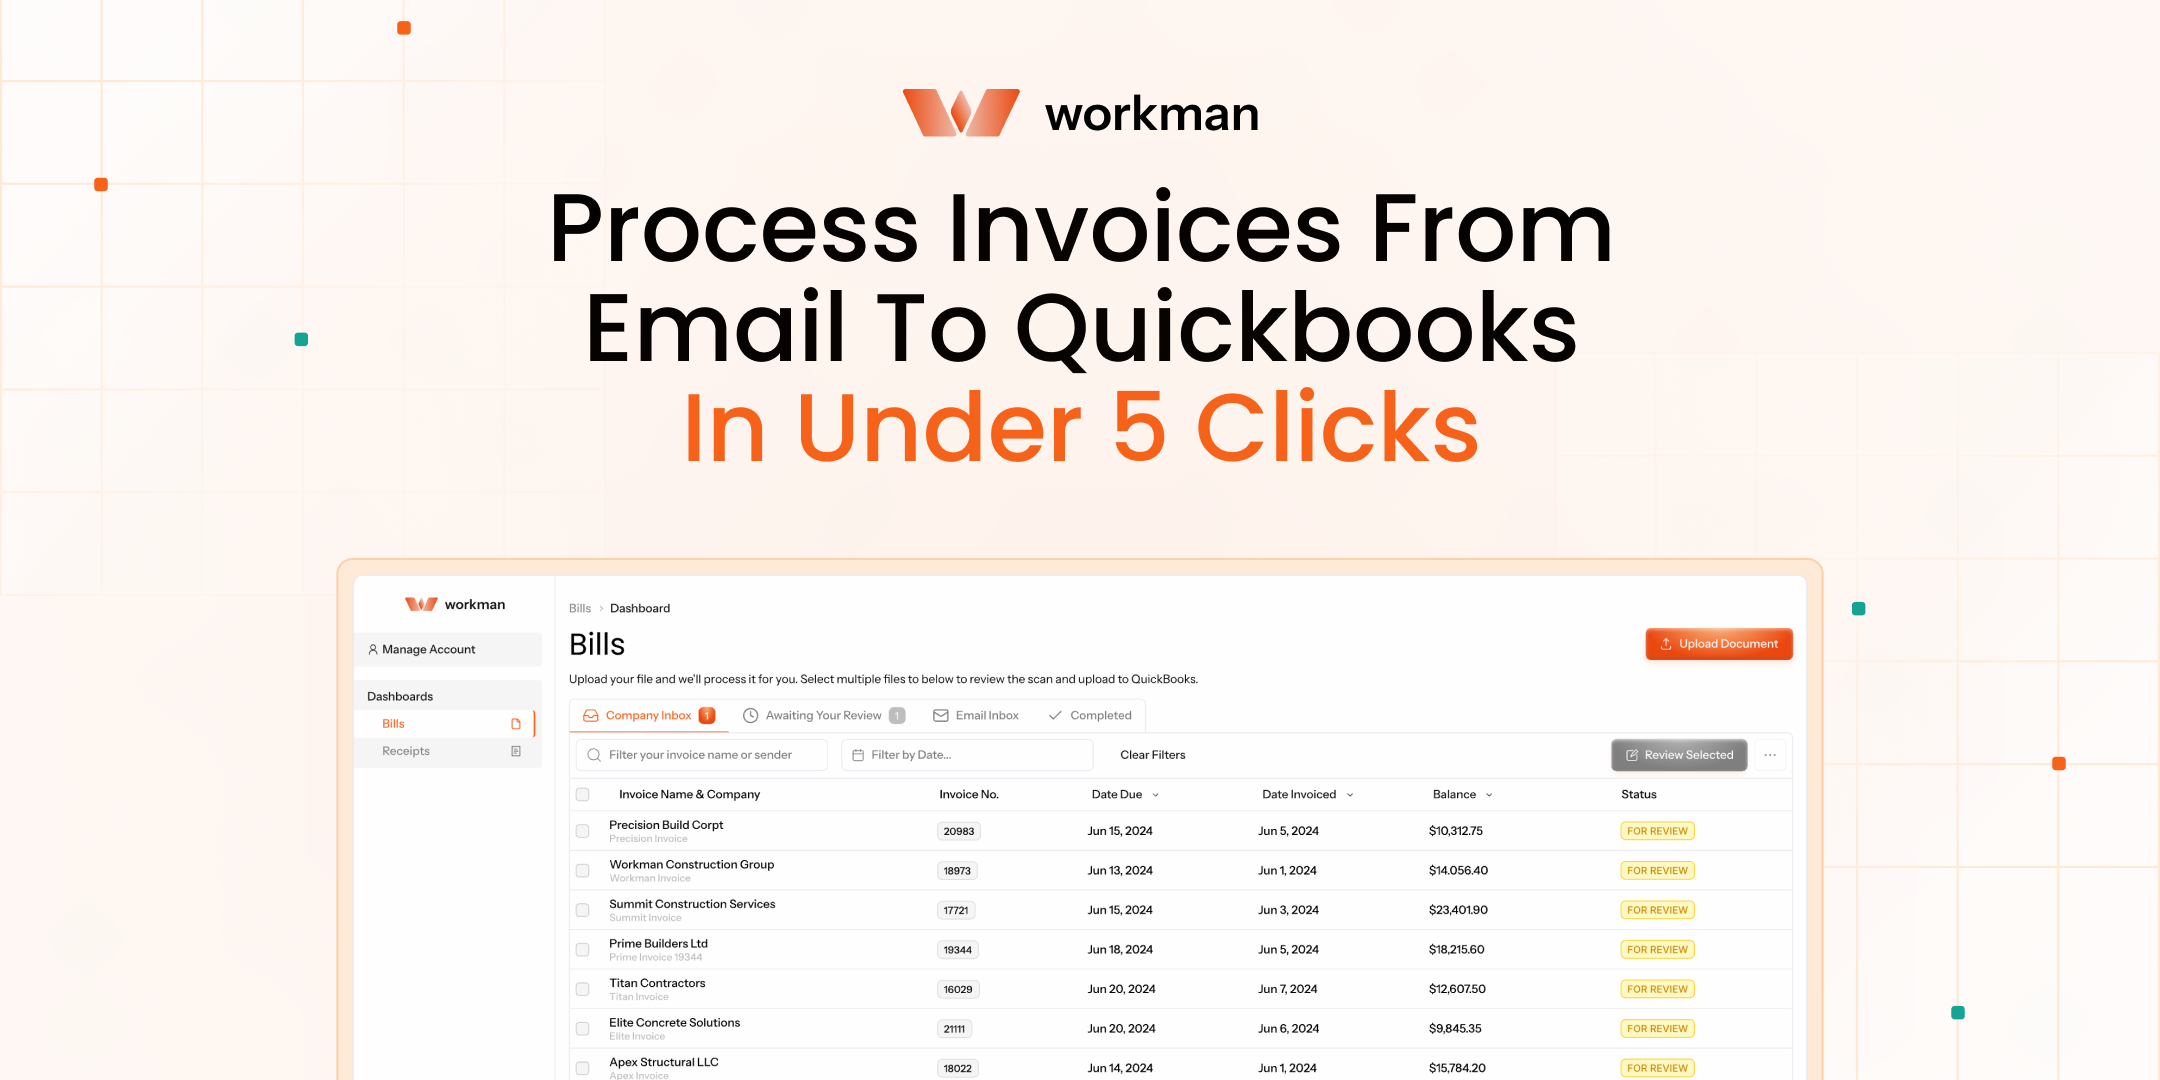 workman
Process Invoices From
Email To Quickbooks
In Under 5 Clicks
workman
Manage Account
Dashboards
Bills
Receipts
Bills › Dashboard
Bills
Upload Document
Upload your file and we'll process it for you. Select multiple files to below to review the scan and upload to QuickBooks.
Company Inbox 1 Awaiting Your Review 1 Email Inbox Completed
Filter your invoice name or sender Filter by Date... Clear Filters Review Selected ...
Invoice Name & Company Invoice No. Date Due Date Invoiced Balance Status
Precision Build Corpt 20983 Jun 15, 2024 Jun 5, 2024 $10,312.75 FOR REVIEW
Precision Invoice
Workman Construction Group 18973 Jun 13, 2024 Jun 1, 2024 $14.056.40 FOR REVIEW
Workman Invoice
Summit Construction Services 17721 Jun 15, 2024 Jun 3, 2024 $23,401.90 FOR REVIEW
Summit Invoice
Prime Builders Ltd 19344 Jun 18, 2024 Jun 5, 2024 $18,215.60 FOR REVIEW
Prime Invoice 19344
Titan Contractors 16029 Jun 20, 2024 Jun 7, 2024 $12,607.50 FOR REVIEW
Titan Invoice
Elite Concrete Solutions 21111 Jun 20, 2024 Jun 6, 2024 $9,845.35 FOR REVIEW
Elite Invoice
Apex Structural LLC 18022 Jun 14, 2024 Jun 1, 2024 $15,784.20 FOR REVIEW
Apex Invoice